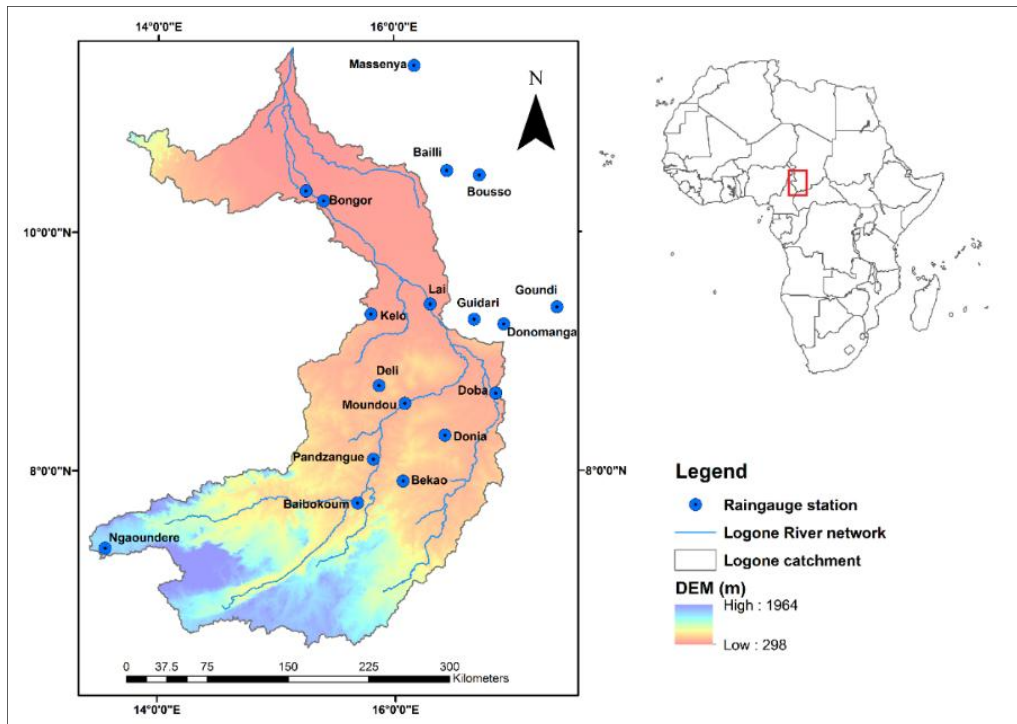 14°0'0"E
16°0'0"E
Massenya
N
Bailli
Bousso
Bongor
10°0'0"N
Lai
Guidari
Goundi
Kelo
Donomanga
Deli
Doba
Moundou
Donia
Pandzangue
8°0'0"N
8°0'0"N
Bekao
Baibokoum
Ngaoundere
0 37.5 75 150 225 300
Kilometers
14°0'0"E
16°0'0"E
Legend
Raingauge station
Logone River network
Logone catchment
DEM (m)
High : 1964
Low : 298